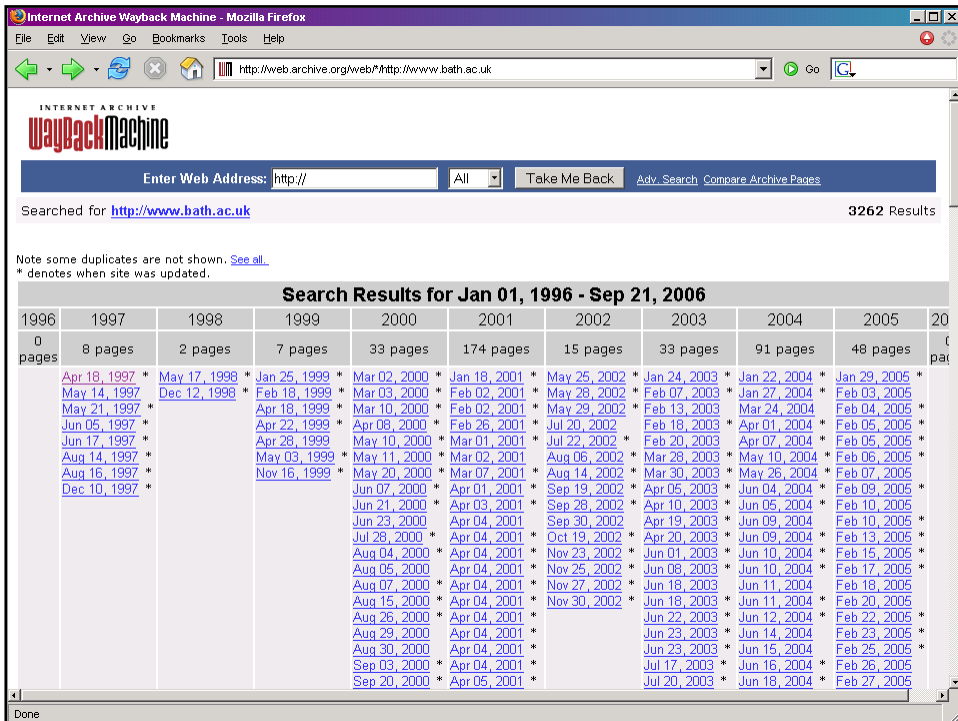 Internet Archive Wayback Machine - Mozilla Firefox
File Edit View Go Bookmarks Tools Help
http://web.archive.org/web/*/http://www.bath.ac.uk Go G
INTERNET ARCHIVE
WayBackMachine
Enter Web Address: http:// All Take Me Back Adv. Search Compare Archive Pages
Searched for http://www.bath.ac.uk 3262 Results
Note some duplicates are not shown. See all.
* denotes when site was updated.
Search Results for Jan 01, 1996 - Sep 21, 2006
1996 1997 1998 1999 2000 2001 2002 2003 2004 2005 20
0 pages 8 pages 2 pages 7 pages 33 pages 174 pages 15 pages 33 pages 91 pages 48 pages
Apr 18, 1997 * May 17, 1998 * Jan 25, 1999 * Mar 02, 2000 * Jan 18, 2001 * May 25, 2002 * Jan 24, 2003 * Jan 22, 2004 * Jan 29, 2005 *
May 14, 1997 Dec 12, 1998 * Feb 18, 1999 * Mar 03, 2000 * Feb 02, 2001 * May 28, 2002 * Feb 07, 2003 * Jan 27, 2004 * Feb 03, 2005
May 21, 1997 * Apr 18, 1999 * Mar 10, 2000 * Feb 02, 2001 * May 29, 2002 * Feb 13, 2003 Mar 24, 2004 Feb 04, 2005 *
Jun 05, 1997 * Apr 22, 1999 * Apr 08, 2000 * Feb 26, 2001 * Jul 20, 2002 Feb 18, 2003 * Apr 01, 2004 * Feb 05, 2005 *
Jun 17, 1997 * Apr 28, 1999 May 10, 2000 * Mar 01, 2001 * Jul 22, 2002 * Feb 20, 2003 Apr 07, 2004 * Feb 05, 2005 *
Aug 14, 1997 * May 03, 1999 * May 11, 2000 * Mar 02, 2001 Aug 06, 2002 * Mar 28, 2003 * May 10, 2004 * Feb 06, 2005 *
Aug 16, 1997 * Nov 16, 1999 * May 20, 2000 * Mar 07, 2001 * Aug 14, 2002 * Mar 30, 2003 * May 26, 2004 * Feb 07, 2005
Dec 10, 1997 * Jun 07, 2000 * Apr 01, 2001 * Sep 19, 2002 * Apr 05, 2003 * Jun 04, 2004 * Feb 09, 2005 *
Jun 21, 2000 * Apr 03, 2001 * Sep 28, 2002 * Apr 10, 2003 * Jun 05, 2004 * Feb 10, 2005
Jun 23, 2000 Apr 04, 2001 Sep 30, 2002 Apr 19, 2003 * Jun 09, 2004 Feb 10, 2005 *
Jul 28, 2000 * Apr 04, 2001 * Oct 19, 2002 * Apr 20, 2003 * Jun 09, 2004 * Feb 13, 2005 *
Aug 04, 2000 * Apr 04, 2001 * Nov 23, 2002 * Jun 01, 2003 * Jun 10, 2004 * Feb 15, 2005 *
Aug 05, 2000 Apr 04, 2001 * Nov 25, 2002 * Jun 08, 2003 * Jun 10, 2004 * Feb 17, 2005 *
Aug 07, 2000 * Apr 04, 2001 * Nov 27, 2002 * Jun 18, 2003 Jun 11, 2004 Feb 18, 2005
Aug 15, 2000 * Apr 04, 2001 * Nov 30, 2002 * Jun 18, 2003 * Jun 11, 2004 * Feb 20, 2005
Aug 26, 2000 * Apr 04, 2001 * Jun 22, 2003 * Jun 12, 2004 * Feb 22, 2005 *
Aug 29, 2000 Apr 04, 2001 * Jun 23, 2003 * Jun 14, 2004 Feb 23, 2005 *
Aug 30, 2000 Apr 04, 2001 * Jun 23, 2003 * Jun 15, 2004 Feb 25, 2005 *
Sep 03, 2000 * Apr 04, 2001 * Jul 17, 2003 * Jun 16, 2004 * Feb 26, 2005
Sep 20, 2000 * Apr 05, 2001 * Jul 20, 2003 * Jun 18, 2004 * Feb 27, 2005
Done